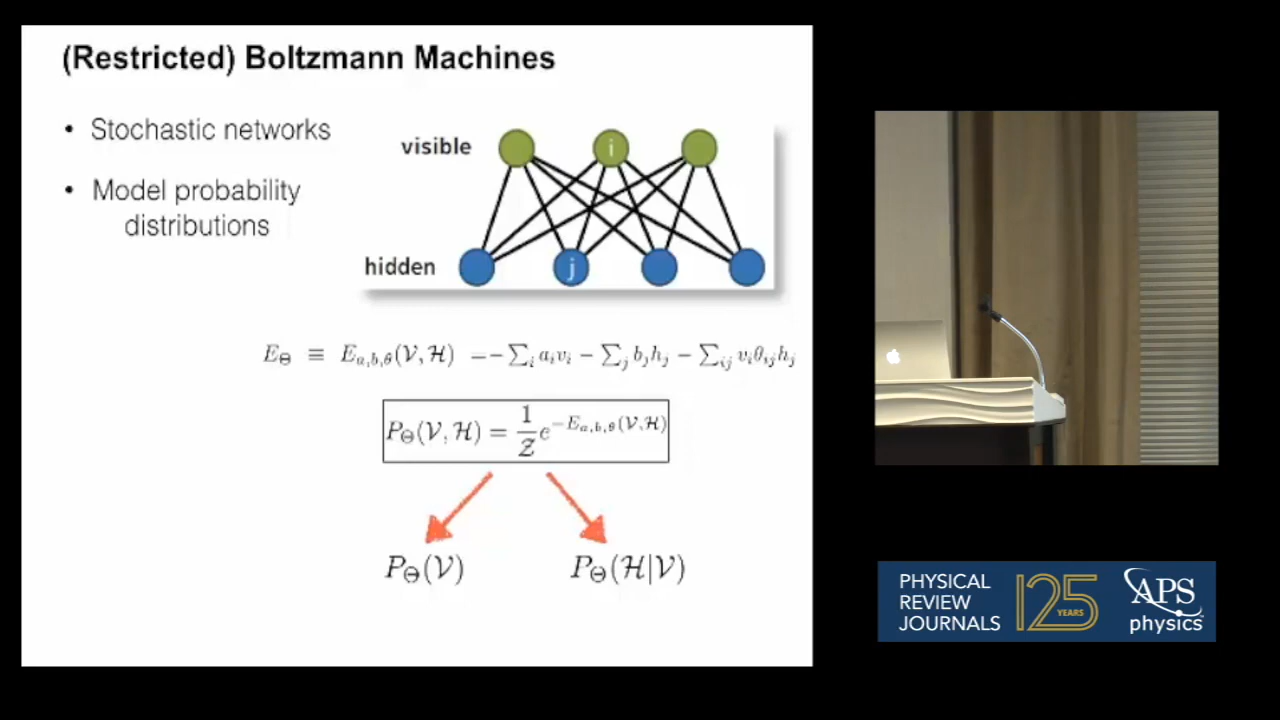 (Restricted) Boltzmann Machines
• Stochastic networks
• Model probability
distributions
visible
i
hidden
j
E_Θ ≡ E_{a,b,θ}(𝒱,ℋ) =−∑_i a_i v_i − ∑_j b_j h_j − ∑_{ij} v_i θ_{ij} h_j
P_Θ(𝒱,ℋ) = \frac{1}{𝒵} e^{−E_{a,b,θ}(𝒱,ℋ)}
P_Θ(𝒱)
P_Θ(ℋ|𝒱)
PHYSICAL
REVIEW
JOURNALS
125
YEARS
APS
physics